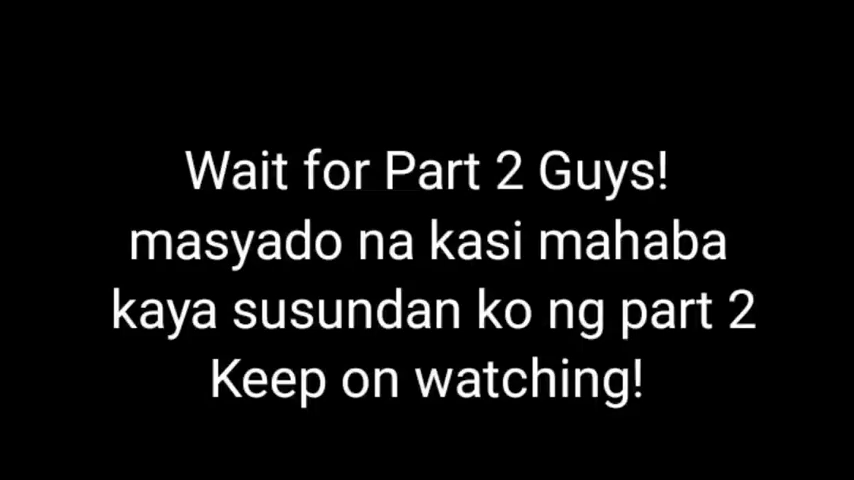 Wait for Part 2 Guys!
masyado na kasi mahaba
kaya susundan ko ng part 2
Keep on watching!